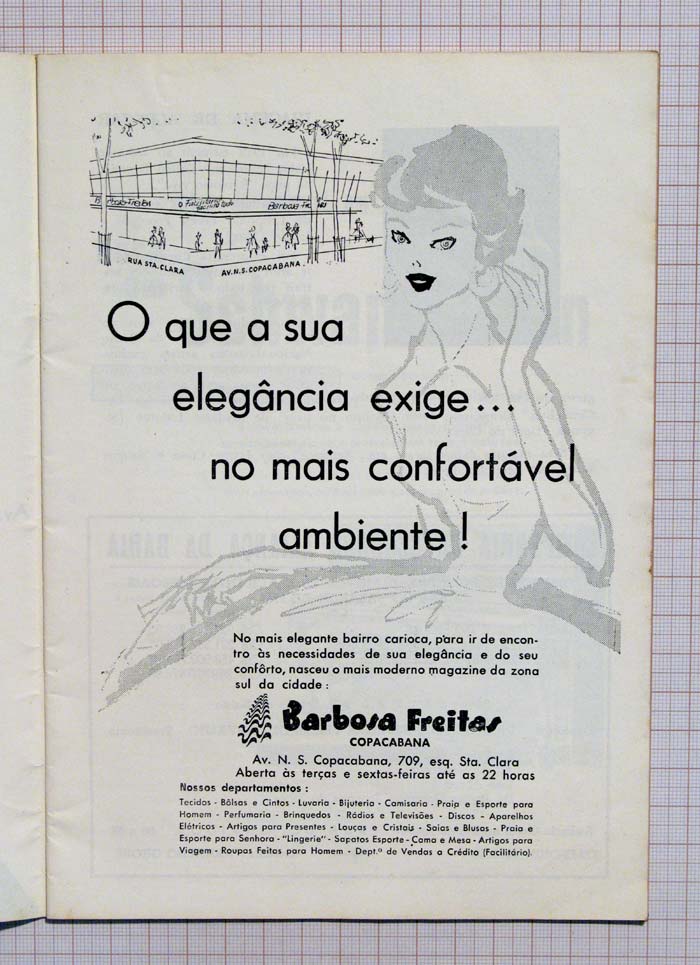 Barbosa Freitas
RUA STA. CLARA
AV. N. S. COPACABANA
O que a sua
elegância exige...
no mais confortável
ambiente!
No mais elegante bairro carioca, para ir de encon-
tro às necessidades de sua elegância e do seu
confôrto, nasceu o mais moderno magazine da zona
sul da cidade:
Barbosa Freitas
COPACABANA
Av. N. S. Copacabana, 709, esq. Sta. Clara
Aberta às terças e sextas-feiras até as 22 horas
Nossos departamentos:
Tecidos - Bôlsas e Cintos - Luvaria - Bijuteria - Camisaria - Praia e Esporte para
Homem - Perfumaria - Brinquedos - Rádios e Televisões - Discos - Aparelhos
Elétricos - Artigos para Presentes - Louças e Cristais - Saias e Blusas - Praia e
Esporte para Senhora - "Lingerie" - Sapatos Esporte - Cama e Mesa - Artigos para
Viagem - Roupas Feitas para Homem - Dept.º de Vendas a Crédito (Facilitário).